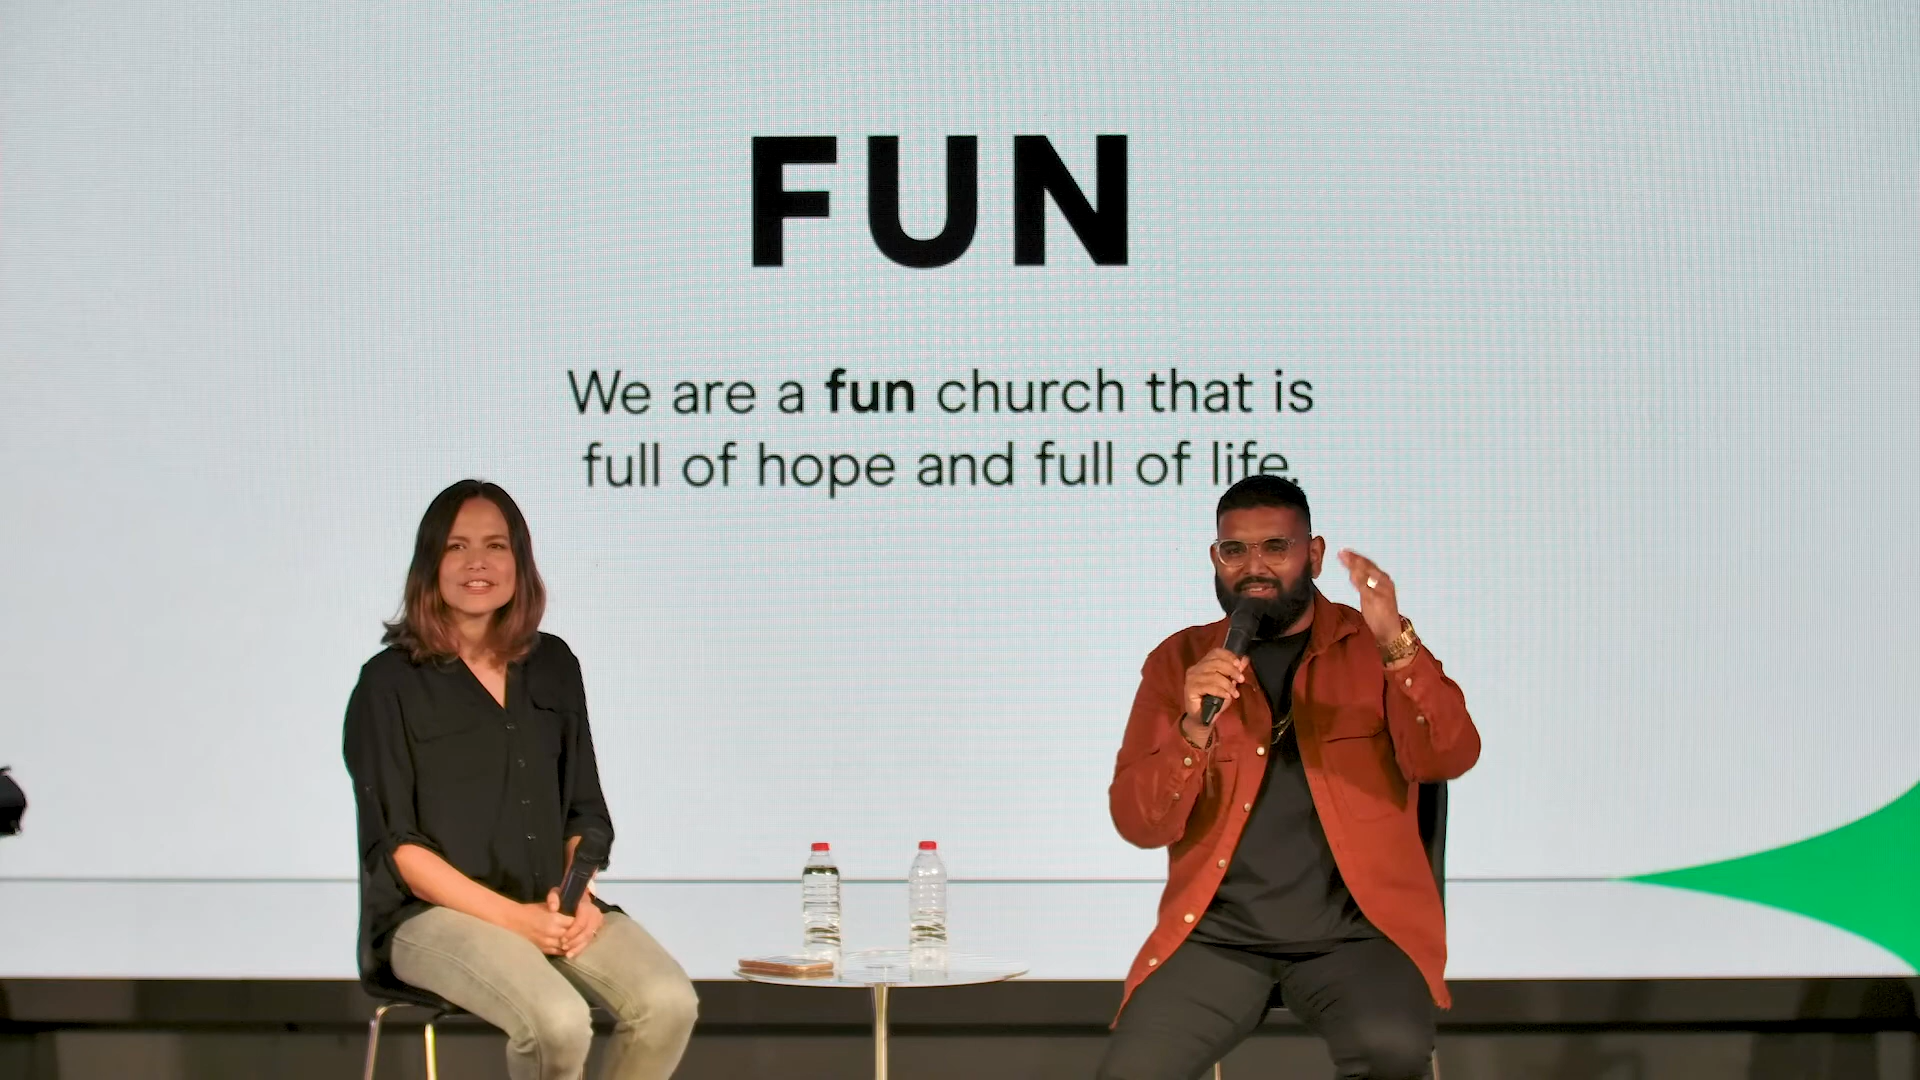 FUN
We are a fun church that is
full of hope and full of life.